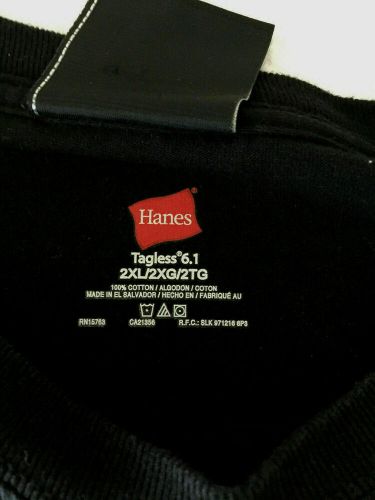 Hanes®
Tagless®6.1
2XL/2XG/2TG
100% COTTON / ALGODON / COTON
MADE IN EL SALVADOR / HECHO EN / FABRIQUÉ AU
RN15763 CA21356 R.F.C.: SLK 971216 6P3